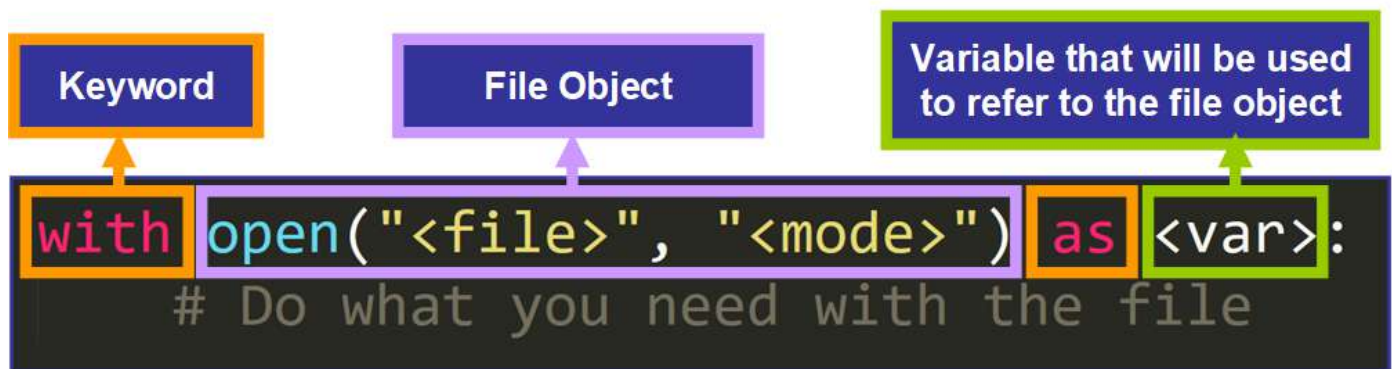 Keyword
File Object
Variable that will be used
to refer to the file object
with open("<file>", "<mode>") as <var>:
# Do what you need with the file